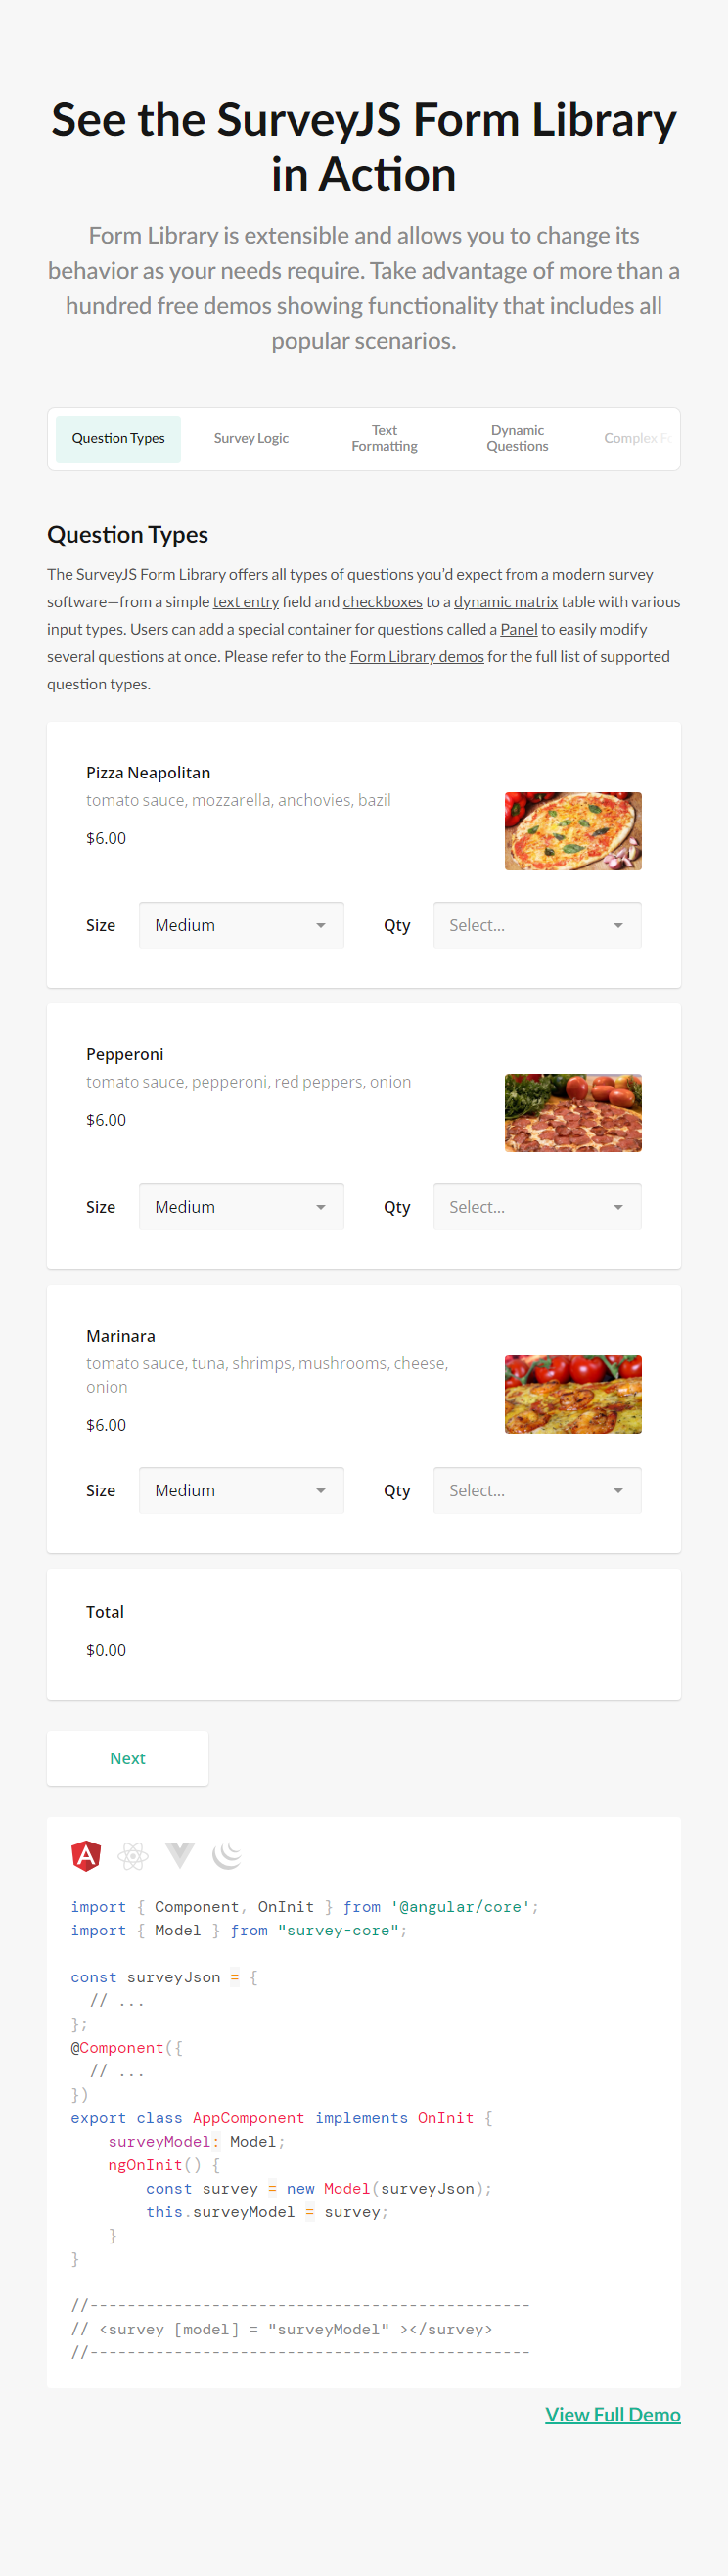 See the SurveyJS Form Library
in Action
Form Library is extensible and allows you to change its
behavior as your needs require. Take advantage of more than a
hundred free demos showing functionality that includes all
popular scenarios.
Question Types
Survey Logic
Text
Formatting
Dynamic
Questions
Complex Fo
Question Types
The SurveyJS Form Library offers all types of questions you’d expect from a modern survey
software—from a simple text entry field and checkboxes to a dynamic matrix table with various
input types. Users can add a special container for questions called a Panel to easily modify
several questions at once. Please refer to the Form Library demos for the full list of supported
question types.
Pizza Neapolitan
tomato sauce, mozzarella, anchovies, bazil
$6.00
Size Medium Qty Select...
Pepperoni
tomato sauce, pepperoni, red peppers, onion
$6.00
Size Medium Qty Select...
Marinara
tomato sauce, tuna, shrimps, mushrooms, cheese,
onion
$6.00
Size Medium Qty Select...
Total
$0.00
Next
import { Component, OnInit } from '@angular/core';
import { Model } from "survey-core";
const surveyJson = {
  // ...
};
@Component({
  // ...
})
export class AppComponent implements OnInit {
    surveyModel: Model;
    ngOnInit() {
        const survey = new Model(surveyJson);
        this.surveyModel = survey;
    }
}
//-----------------------------------------------
// <survey [model] = "surveyModel" ></survey>
//-----------------------------------------------
View Full Demo